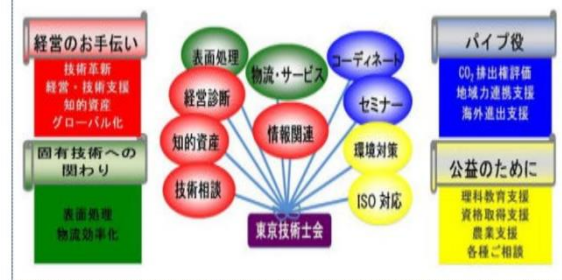 経営のお手伝い
技術革新
経営・技術支援
知的資産
グローバル化
固有技術への
関わり
表面処理
物流効率化
表面処理
物流・サービス
コーディネート
経営診断
セミナー
知的資産
情報関連
環境対策
技術相談
ISO 対応
東京技術士会
パイプ役
CO₂ 排出権評価
地域力連携支援
海外進出支援
公益のために
理科教育支援
資格取得支援
農業支援
各種ご相談